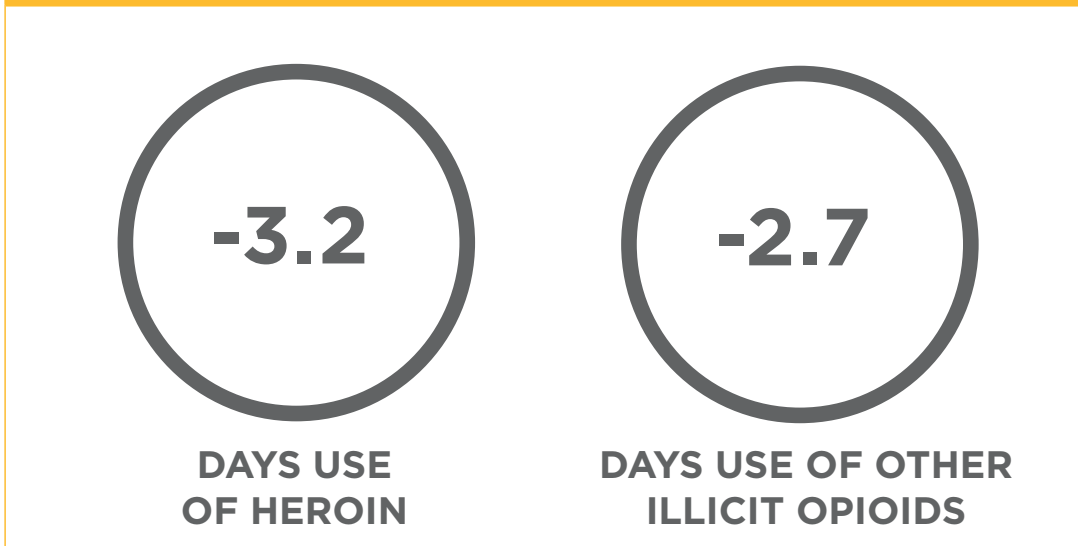 -3.2
-2.7
DAYS USE
OF HEROIN
DAYS USE OF OTHER
ILLICIT OPIOIDS